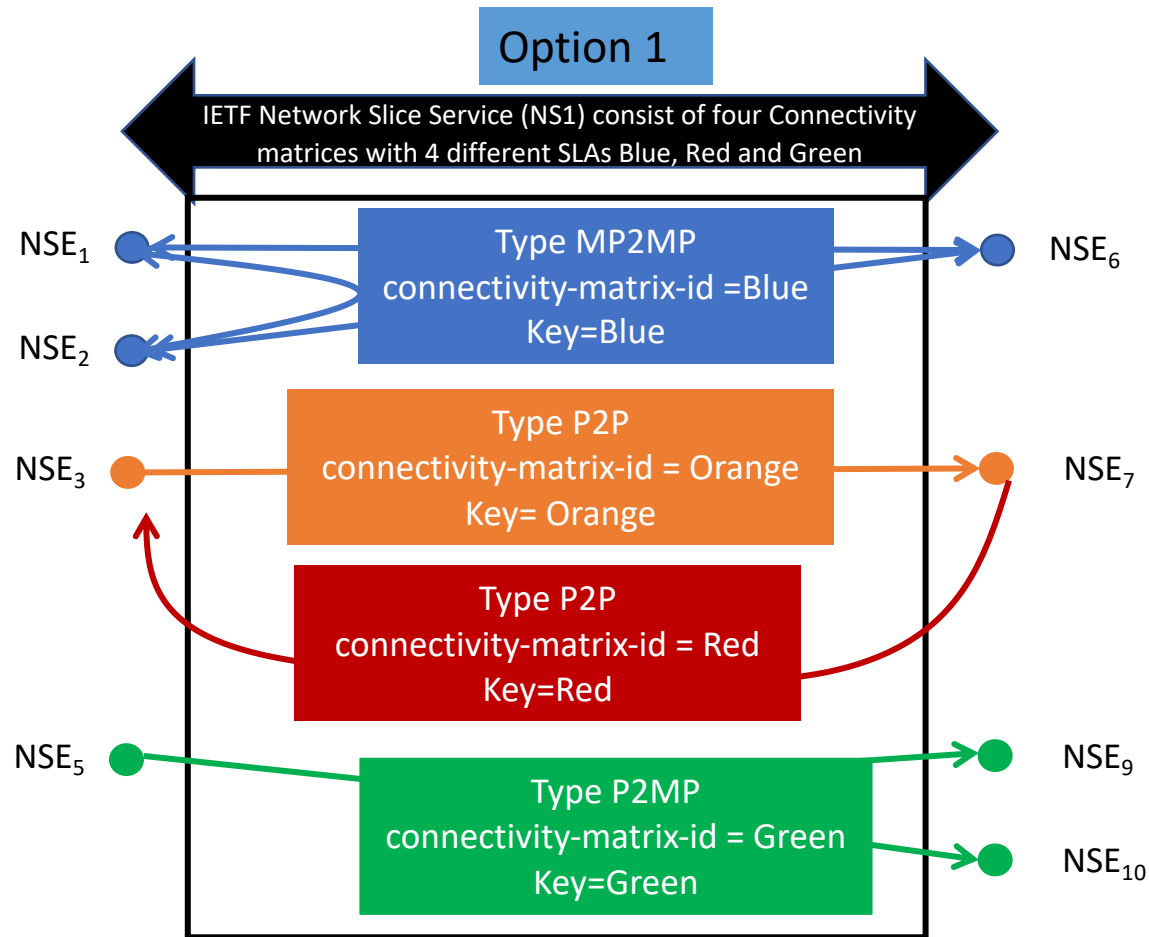 Option 1
IETF Network Slice Service (NS1) consist of four Connectivity
matrices with 4 different SLAs Blue, Red and Green
NSE1
Type MP2MP
connectivity-matrix-id =Blue
Key=Blue
NSE6
NSE2
NSE3
Type P2P
connectivity-matrix-id = Orange
Key= Orange
NSE7
Type P2P
connectivity-matrix-id = Red
Key=Red
NSE5
Type P2MP
connectivity-matrix-id = Green
Key=Green
NSE9
NSE10